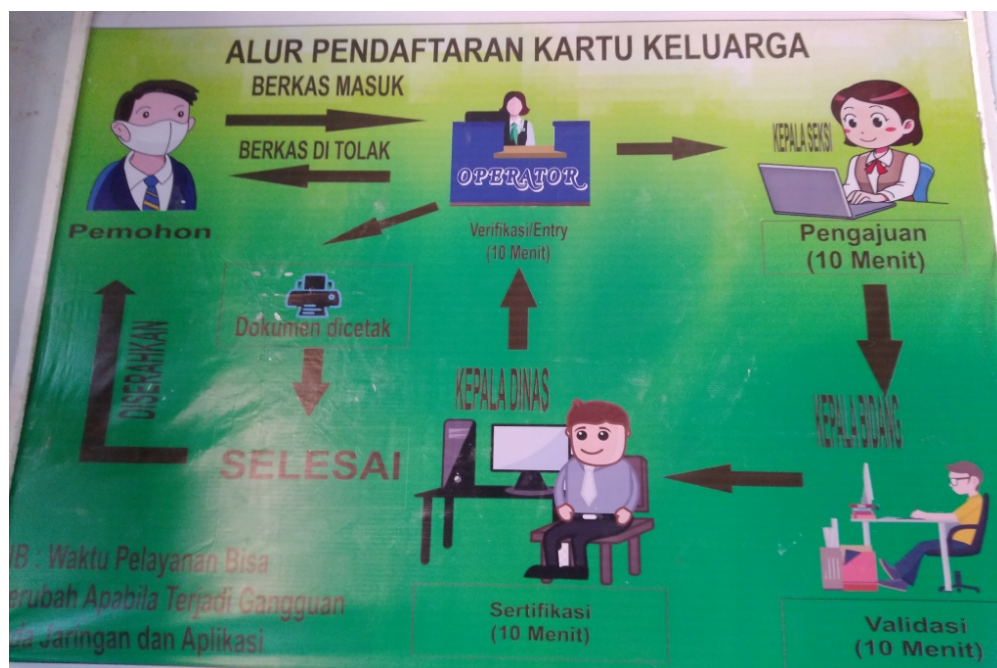 ALUR PENDAFTARAN KARTU KELUARGA
BERKAS MASUK
BERKAS DI TOLAK
Pemohon
OPERATOR
Verifikasi/Entry
(10 Menit)
KEPALA SEKSI
Pengajuan
(10 Menit)
KEPALA BIDANG
Validasi
(10 Menit)
KEPALA DINAS
Sertifikasi
(10 Menit)
Dokumen dicetak
SELESAI
DISERAHKAN
: Waktu Pelayanan Bisa
Apabila Terjadi Gangguan
Jaringan dan Aplikasi